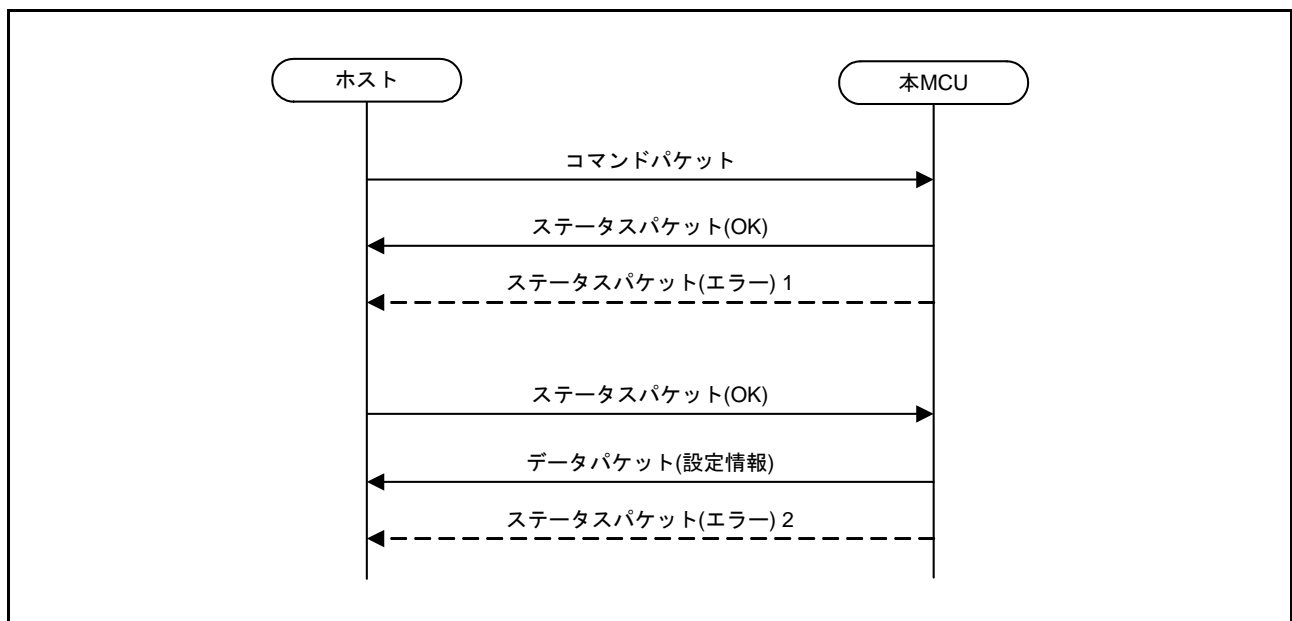 ホスト
本MCU
コマンドパケット
ステータスパケット(OK)
ステータスパケット(エラー) 1
ステータスパケット(OK)
データパケット(設定情報)
ステータスパケット(エラー) 2